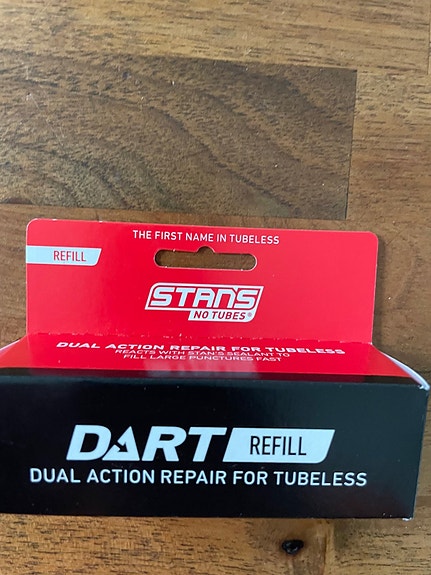 THE FIRST NAME IN TUBELESS
REFILL
STANS
NO TUBES®
DUAL ACTION REPAIR FOR TUBELESS
REACTS WITH STAN'S SEALANT TO
FILL LARGE PUNCTURES FAST
DART REFILL
DUAL ACTION REPAIR FOR TUBELESS